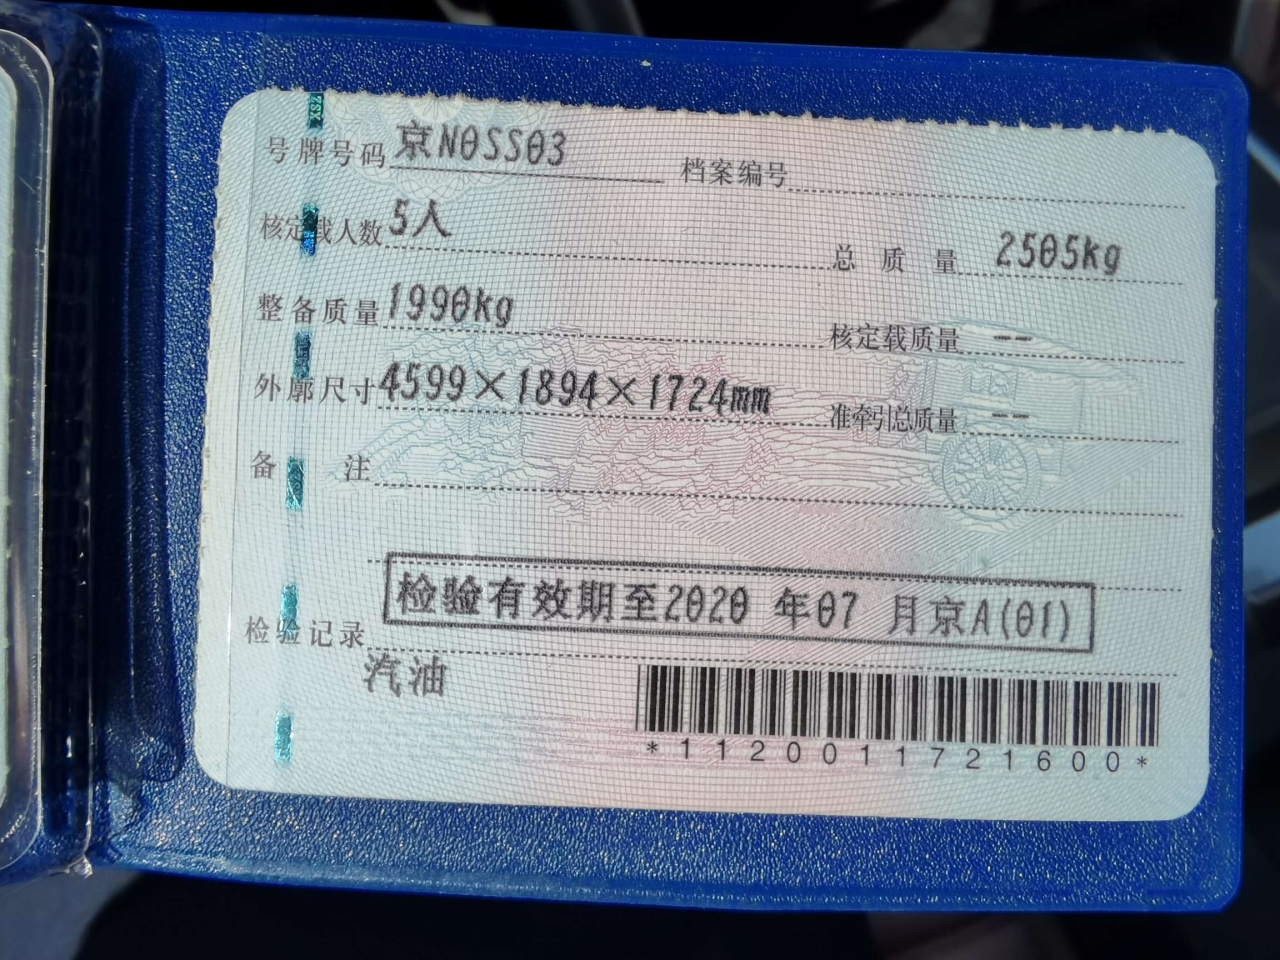 号牌号码 京N0SS03 档案编号
核定载人数 5人 总质量 2505kg
整备质量 1990kg 核定载质量 --
外廓尺寸 4599×1894×1724mm 准牵引总质量 --
备注
检验记录 检验有效期至2020 年07 月京A(01)
汽油
*1120011721600*